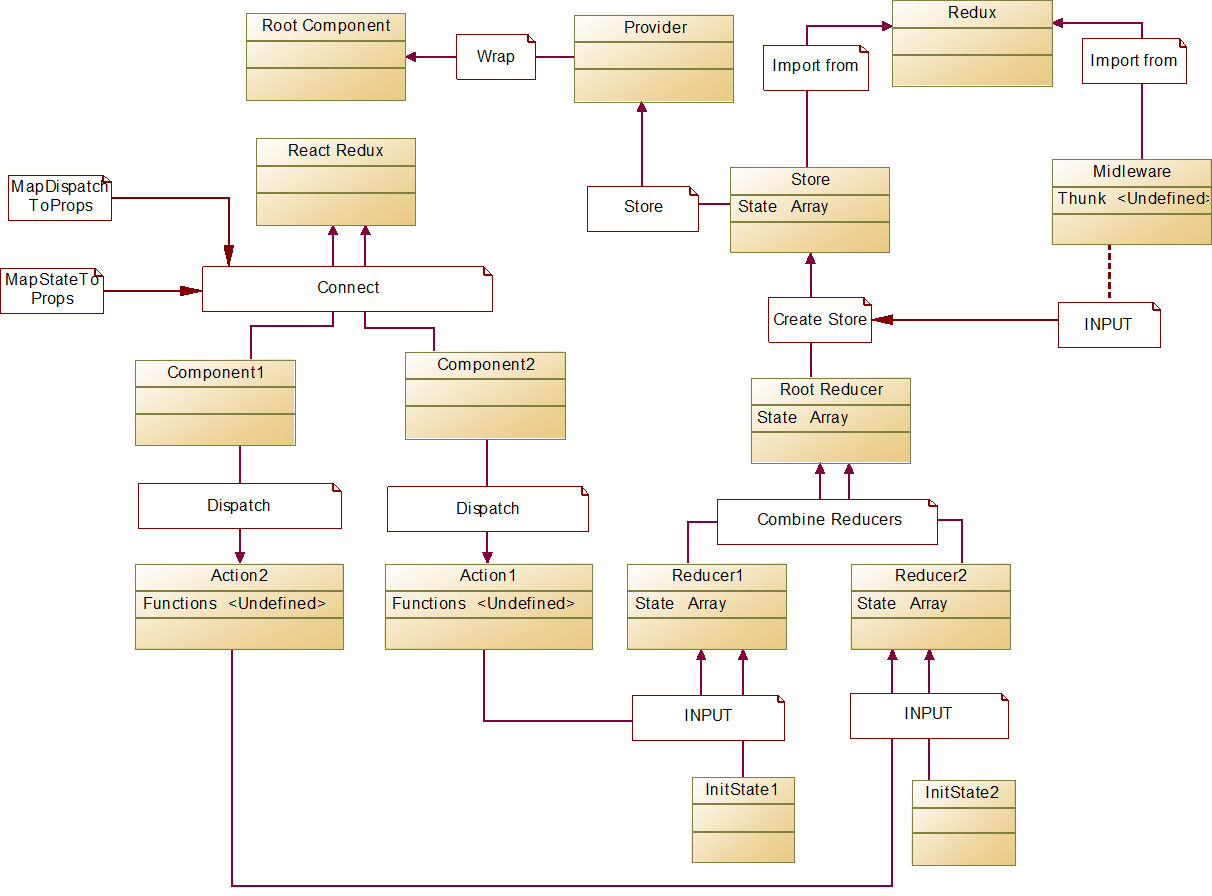 Root Component
Wrap
Provider
Import from
Redux
Import from
React Redux
MapDispatch
ToProps
Store
Store
State Array
Midleware
Thunk <Undefined>
MapStateTo
Props
Connect
Create Store
INPUT
Component1
Component2
Root Reducer
State Array
Dispatch
Dispatch
Combine Reducers
Action2
Functions <Undefined>
Action1
Functions <Undefined>
Reducer1
State Array
Reducer2
State Array
INPUT
INPUT
InitState1
InitState2